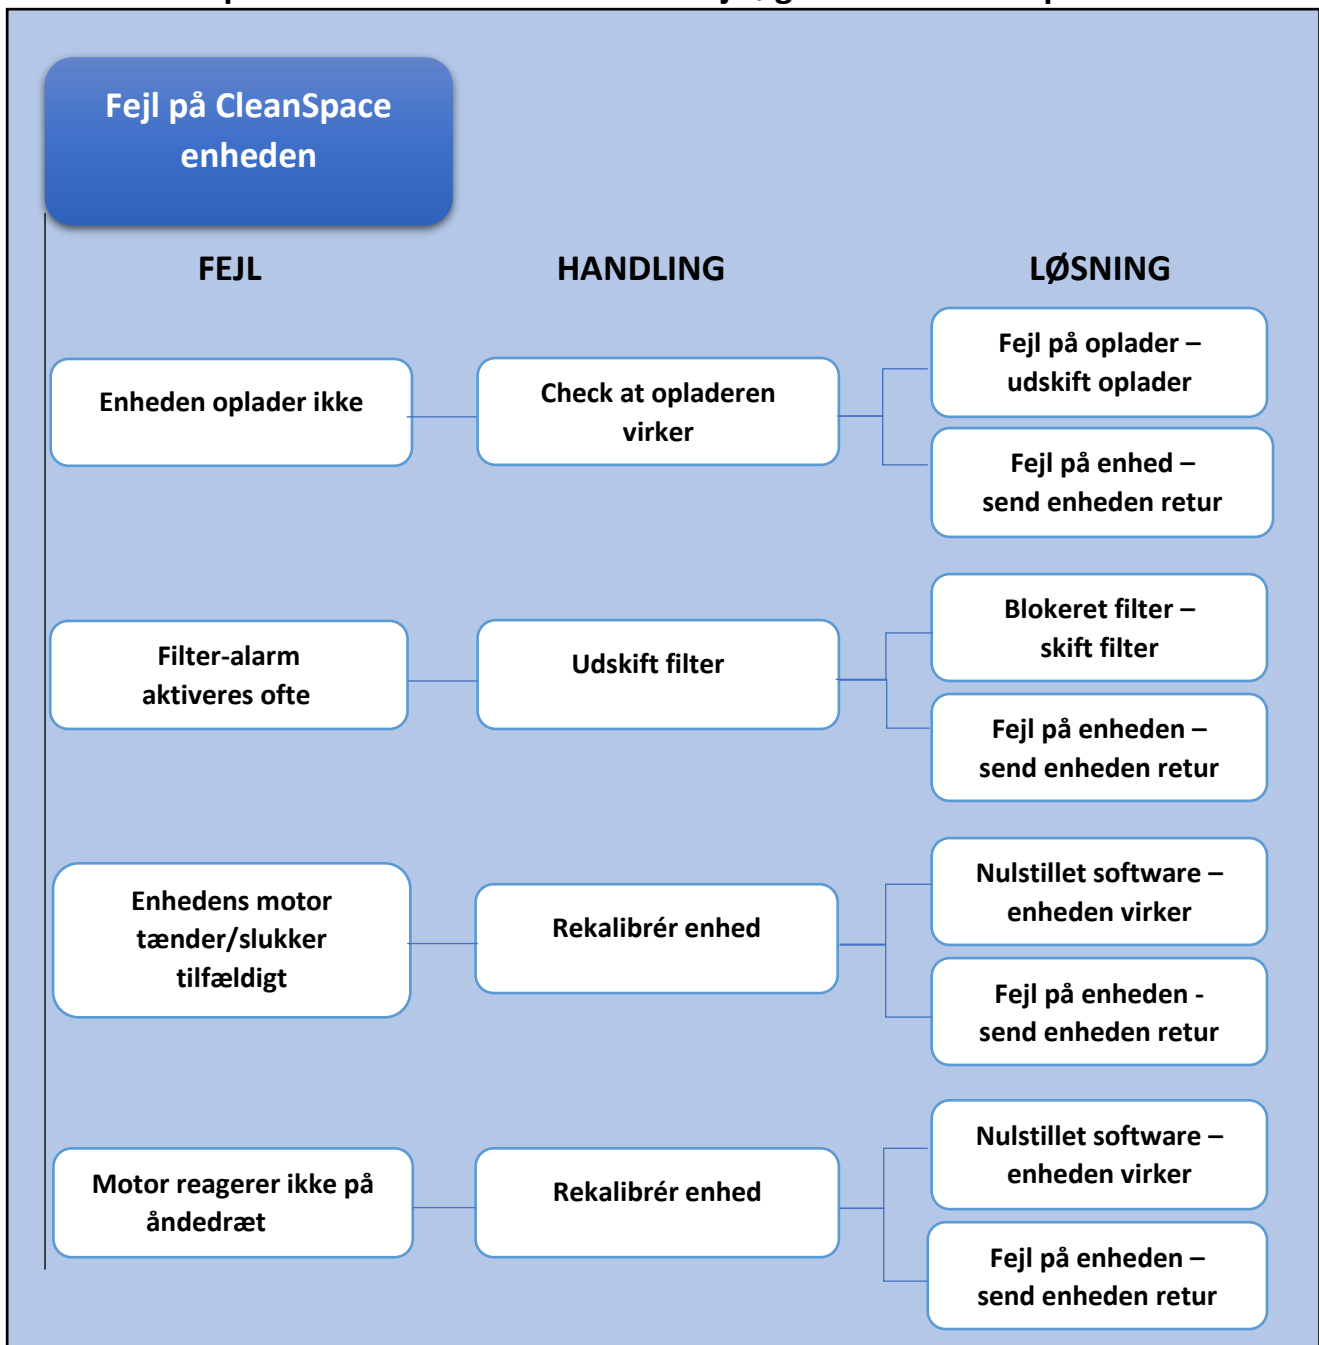 Fejl på CleanSpace
enheden
FEJL
HANDLING
LØSNING
Enheden oplader ikke
Check at opladeren
virker
Fejl på oplader –
udskift oplader
Fejl på enhed –
send enheden retur
Filter-alarm
aktiveres ofte
Udskift filter
Blokeret filter –
skift filter
Fejl på enheden –
send enheden retur
Enhedens motor
tænder/slukker
tilfældigt
Rekalibrér enhed
Nulstillet software –
enheden virker
Fejl på enheden -
send enheden retur
Motor reagerer ikke på
åndedræt
Rekalibrér enhed
Nulstillet software –
enheden virker
Fejl på enheden –
send enheden retur